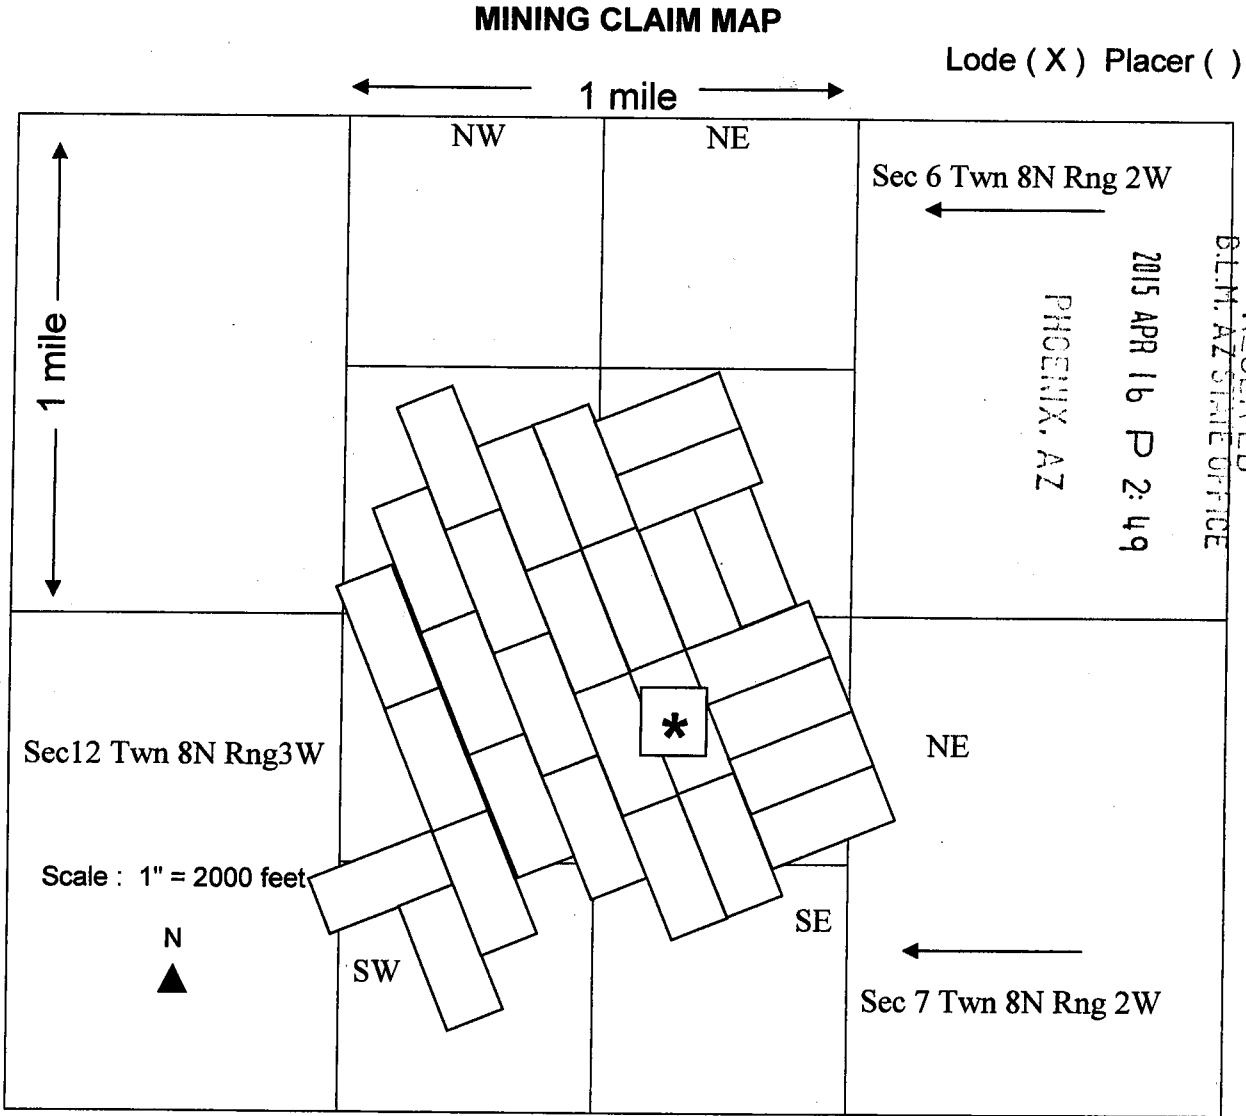 MINING CLAIM MAP
Lode ( X ) Placer ( )
1 mile
NW
NE
Sec 6 Twn 8N Rng 2W
1 mile
B.L.M. AZ STATE OFFICE
2015 APR 16 P 2:49
PHOENIX, AZ
*
Sec12 Twn 8N Rng3W
NE
Scale : 1" = 2000 feet
N
SE
SW
Sec 7 Twn 8N Rng 2W